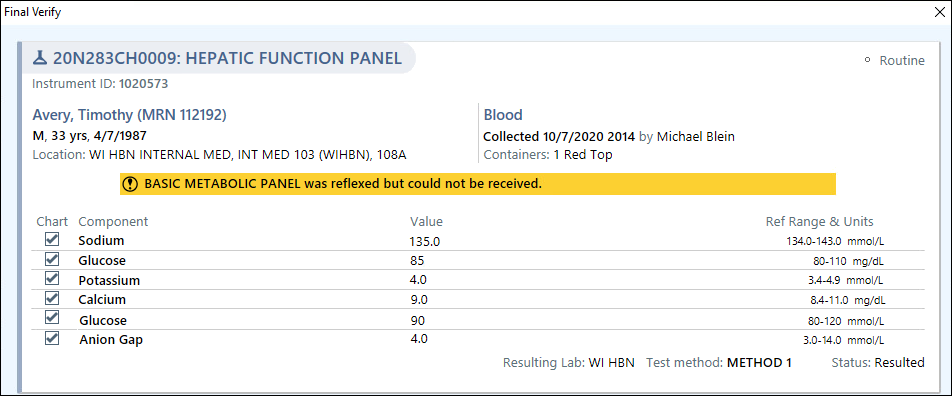 Final Verify
20N283CH0009: HEPATIC FUNCTION PANEL
Routine
Instrument ID: 1020573
Avery, Timothy (MRN 112192)
M, 33 yrs, 4/7/1987
Location: WI HBN INTERNAL MED, INT MED 103 (WIHBN), 108A
Blood
Collected 10/7/2020 2014 by Michael Blein
Containers: 1 Red Top
BASIC METABOLIC PANEL was reflexed but could not be received.
Chart Component Value Ref Range & Units
Sodium 135.0 134.0-143.0 mmol/L
Glucose 85 80-110 mg/dL
Potassium 4.0 3.4-4.9 mmol/L
Calcium 9.0 8.4-11.0 mg/dL
Glucose 90 80-120 mmol/L
Anion Gap 4.0 3.0-14.0 mmol/L
Resulting Lab: WI HBN Test method: METHOD 1 Status: Resulted